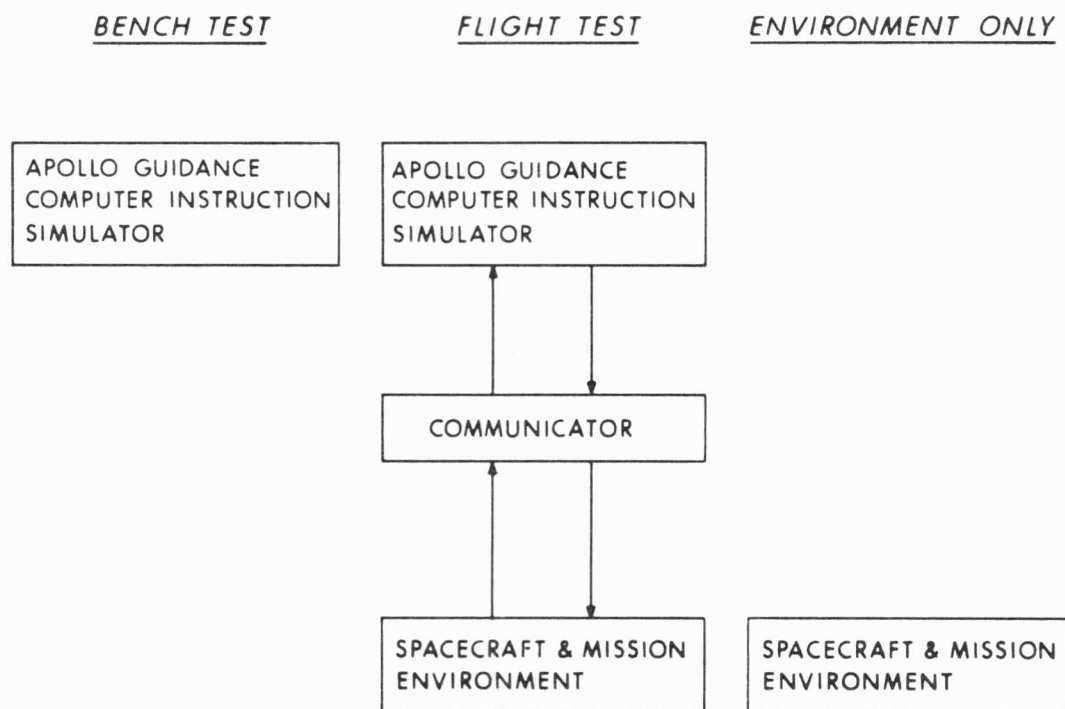 BENCH TEST
FLIGHT TEST
ENVIRONMENT ONLY
APOLLO GUIDANCE
COMPUTER INSTRUCTION
SIMULATOR
APOLLO GUIDANCE
COMPUTER INSTRUCTION
SIMULATOR
COMMUNICATOR
SPACECRAFT & MISSION
ENVIRONMENT
SPACECRAFT & MISSION
ENVIRONMENT